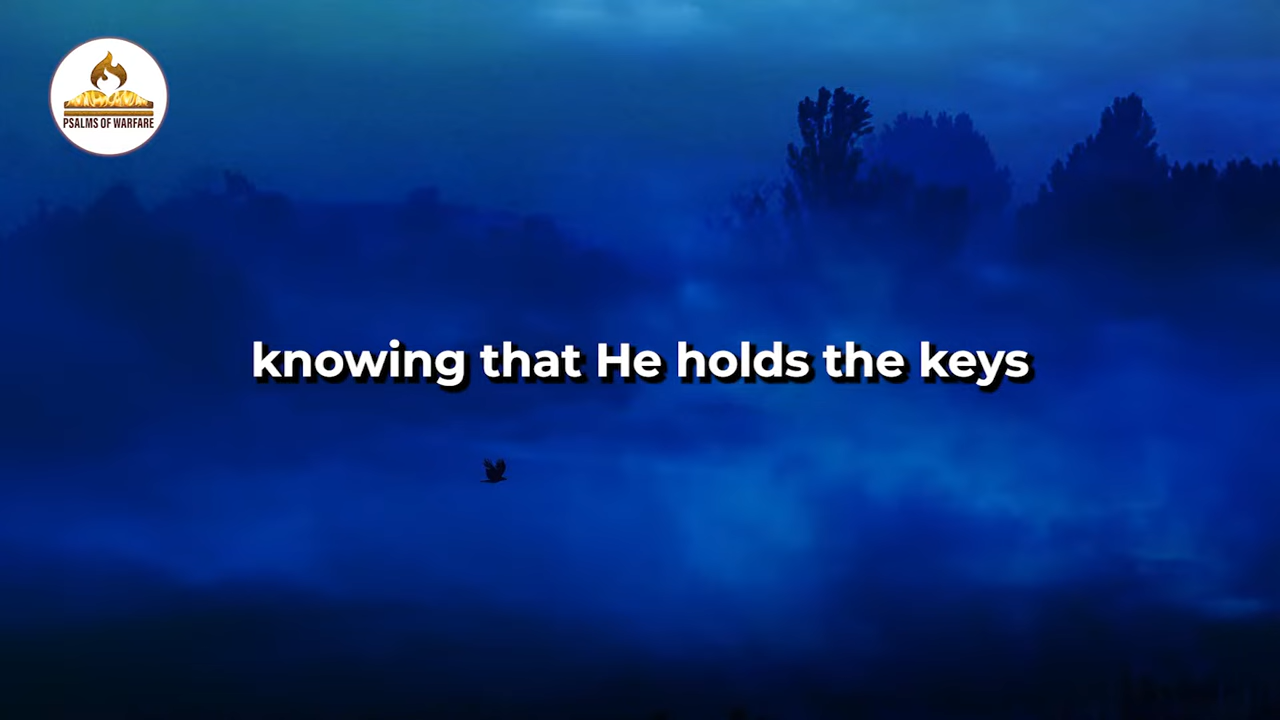 PSALMS OF WARFARE
knowing that He holds the keys